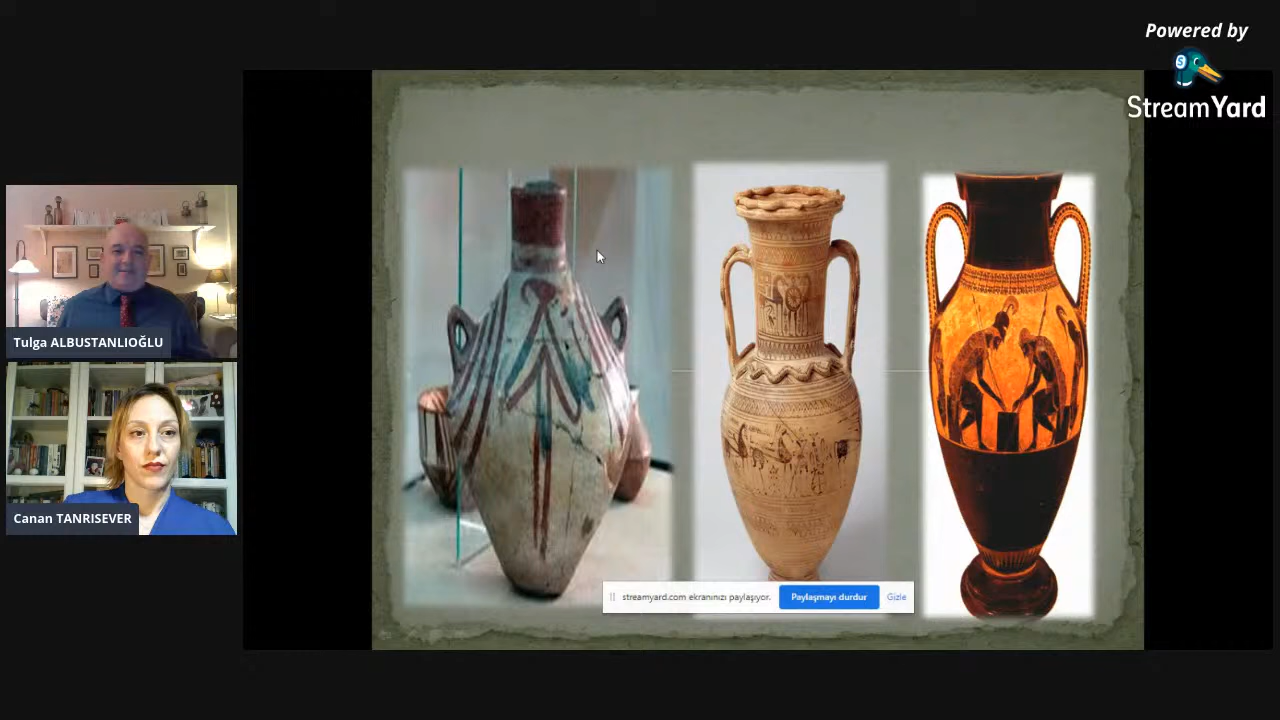 Powered by
StreamYard
Tulga ALBUSTANLIOĞLU
Canan TANRISEVER
streamyard.com ekranınızı paylaşıyor.
Paylaşmayı durdur
Gizle